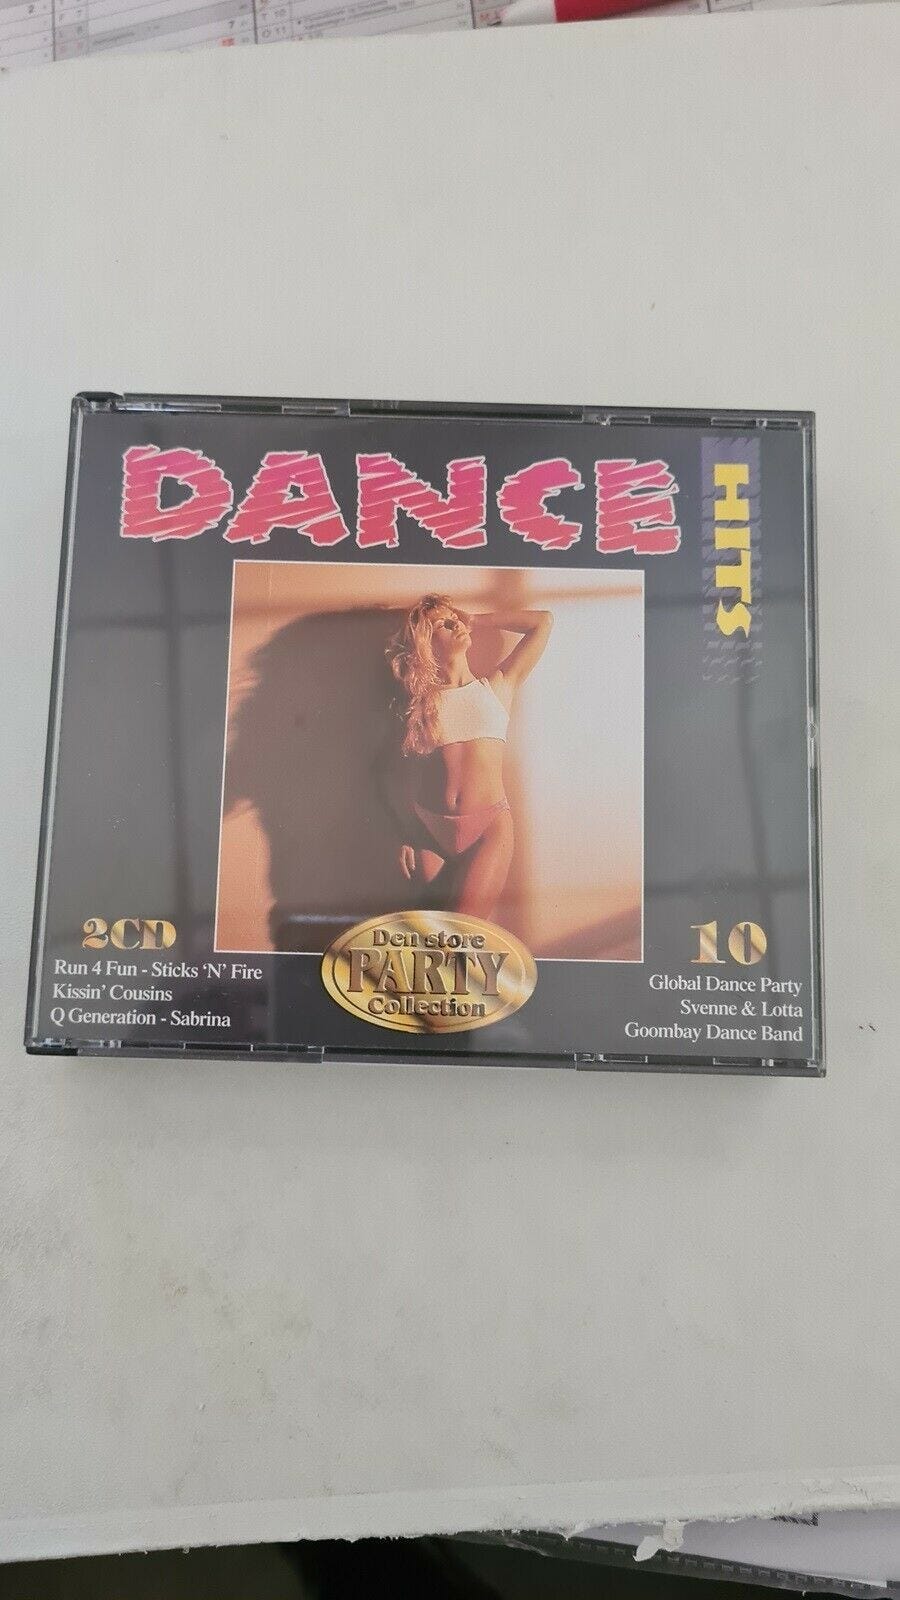 DANCE
HITS
2CD
Run 4 Fun - Sticks 'N' Fire
Kissin' Cousins
Q Generation - Sabrina
Den store
PARTY
Collection
10
Global Dance Party
Svenne & Lotta
Goombay Dance Band